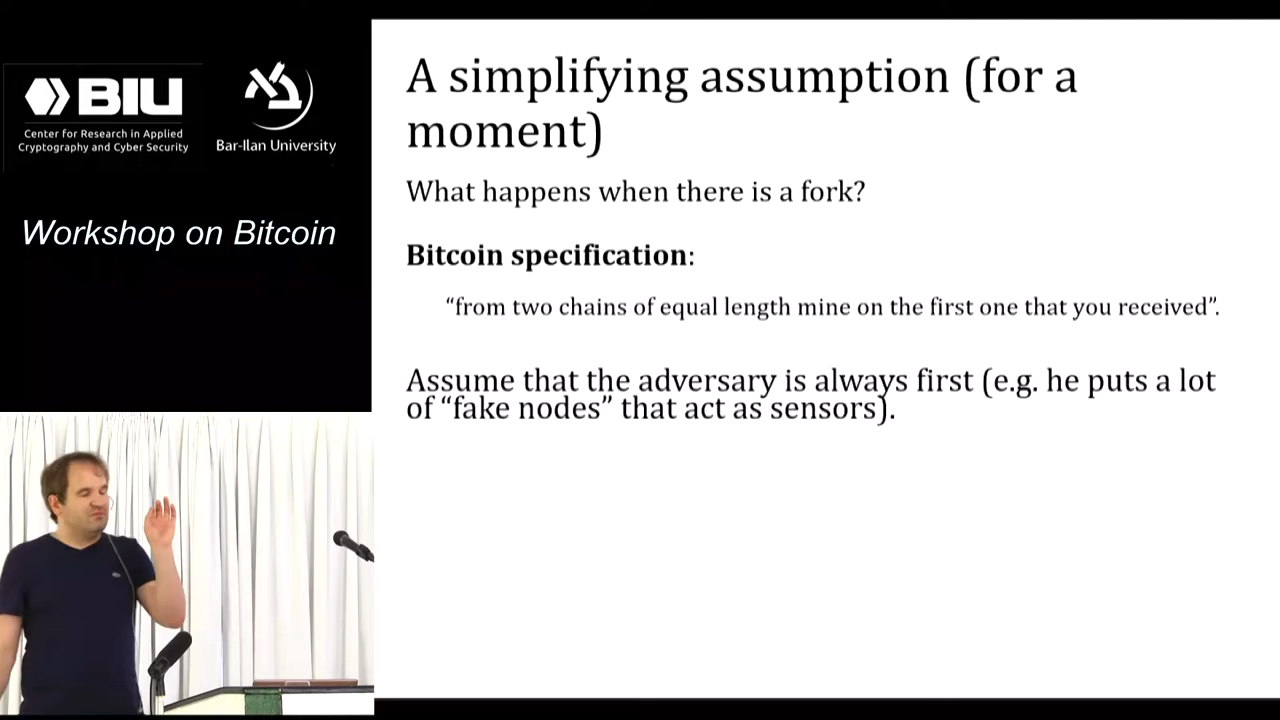 BIU
Center for Research in Applied
Cryptography and Cyber Security
Bar-Ilan University
Workshop on Bitcoin
A simplifying assumption (for a
moment)
What happens when there is a fork?
Bitcoin specification:
“from two chains of equal length mine on the first one that you received”.
Assume that the adversary is always first (e.g. he puts a lot
of “fake nodes” that act as sensors).